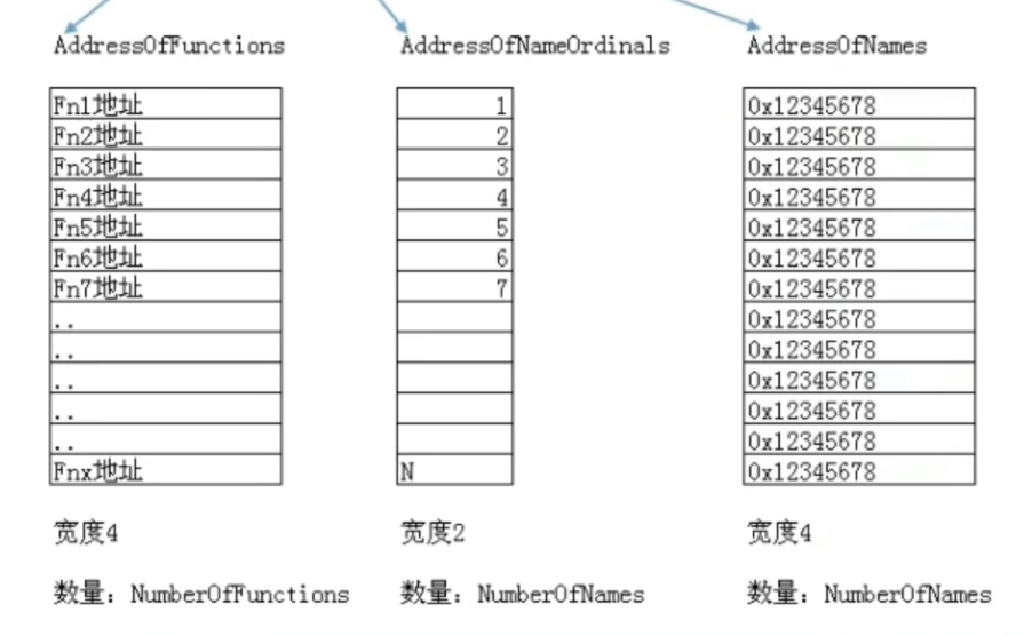 AddressOfFunctions AddressOfNameOrdinals AddressOfNames
Fn1地址 1 0x12345678
Fn2地址 2 0x12345678
Fn3地址 3 0x12345678
Fn4地址 4 0x12345678
Fn5地址 5 0x12345678
Fn6地址 6 0x12345678
Fn7地址 7 0x12345678
.. 0x12345678
.. 0x12345678
.. 0x12345678
.. 0x12345678
.. 0x12345678
Fnx地址 N 0x12345678
宽度4 宽度2 宽度4
数量：NumberOfFunctions 数量：NumberOfNames 数量：NumberOfNames